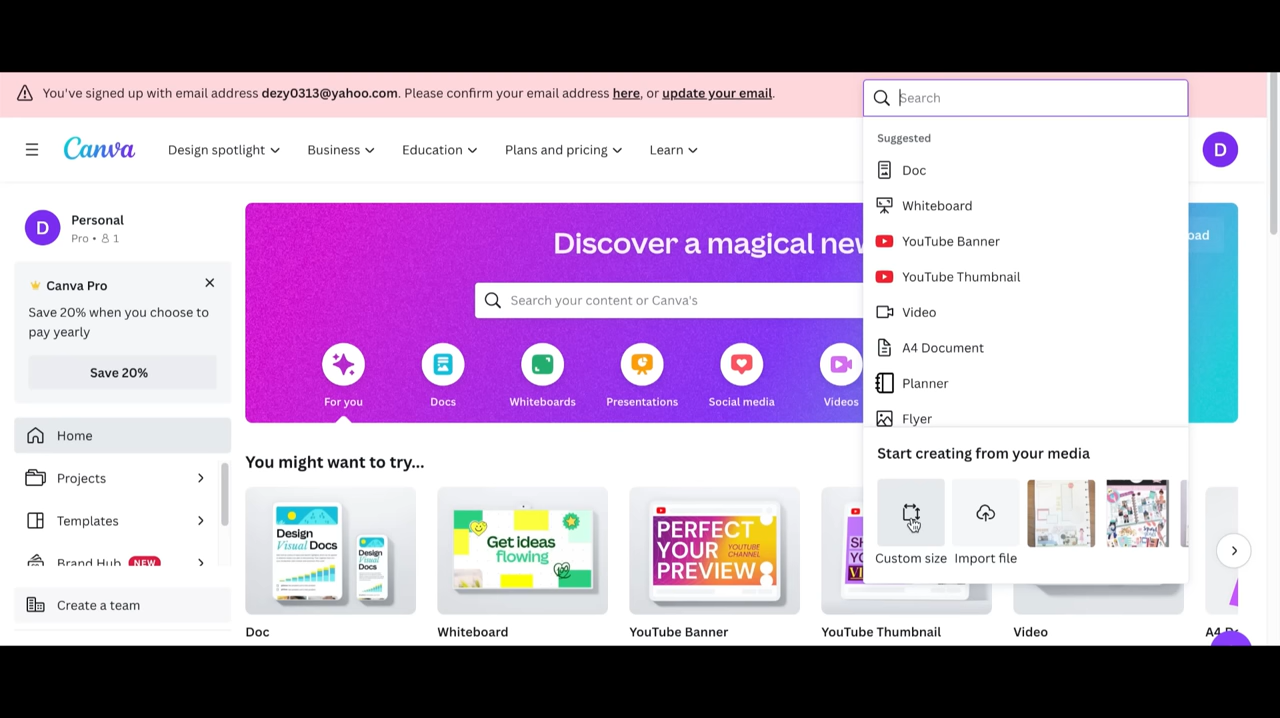 You've signed up with email address dezy0313@yahoo.com. Please confirm your email address here, or update your email.
Search
Canva
Design spotlight
Business
Education
Plans and pricing
Learn
D
Suggested
Doc
Whiteboard
YouTube Banner
YouTube Thumbnail
Video
A4 Document
Planner
Flyer
Start creating from your media
Custom size
Import file
D
Personal
Pro • 1
Canva Pro
Save 20% when you choose to
pay yearly
Save 20%
Home
Projects
Templates
Brand Hub NEW
Create a team
Discover a magical
Search your content or Canva's
For you
Docs
Whiteboards
Presentations
Social media
Videos
You might want to try...
Design
Visual Docs
Design
Visual Docs
Get ideas
flowing
PERFECT
YOUR
PREVIEW
YOUTUBE
CHANNEL
Doc
Whiteboard
YouTube Banner
YouTube Thumbnail
Video